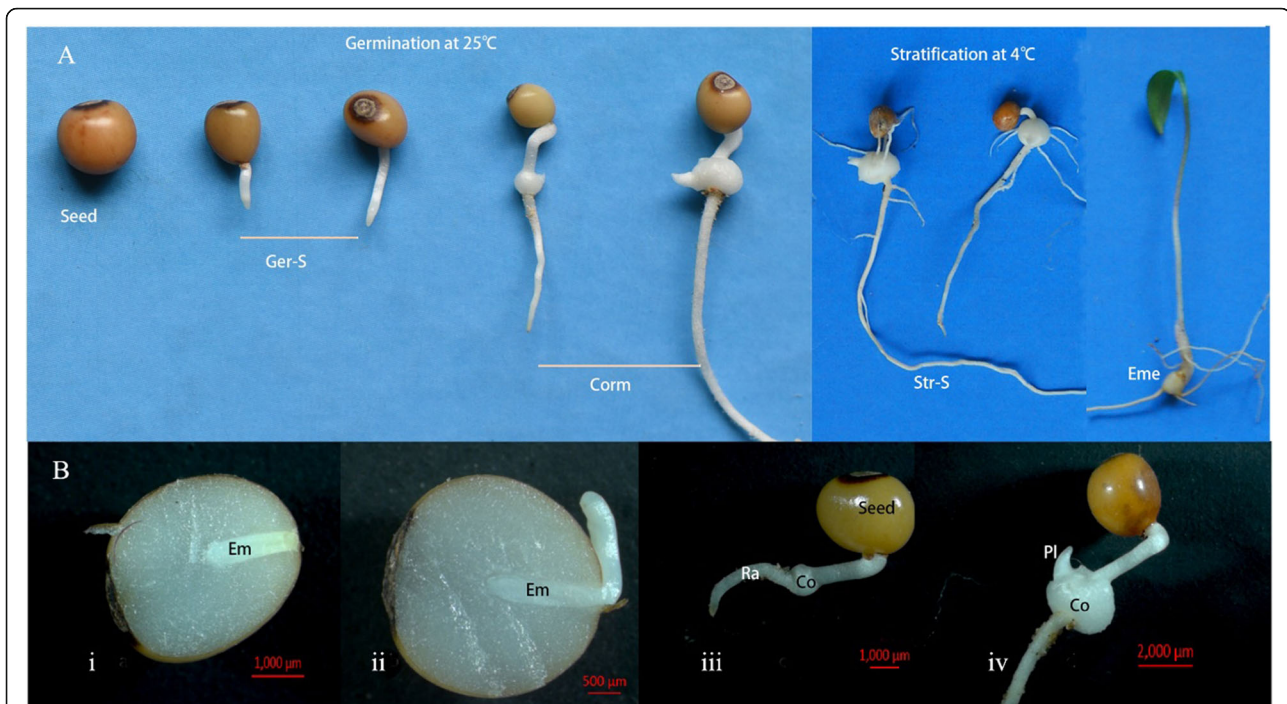 A
Germination at 25℃
Stratification at 4℃
Seed
Ger-S
Corm
Str-S
Eme
B
Em
i
1,000 μm
Em
ii
500 μm
Seed
Ra
Co
iii
1,000 μm
Pl
Co
iv
2,000 μm